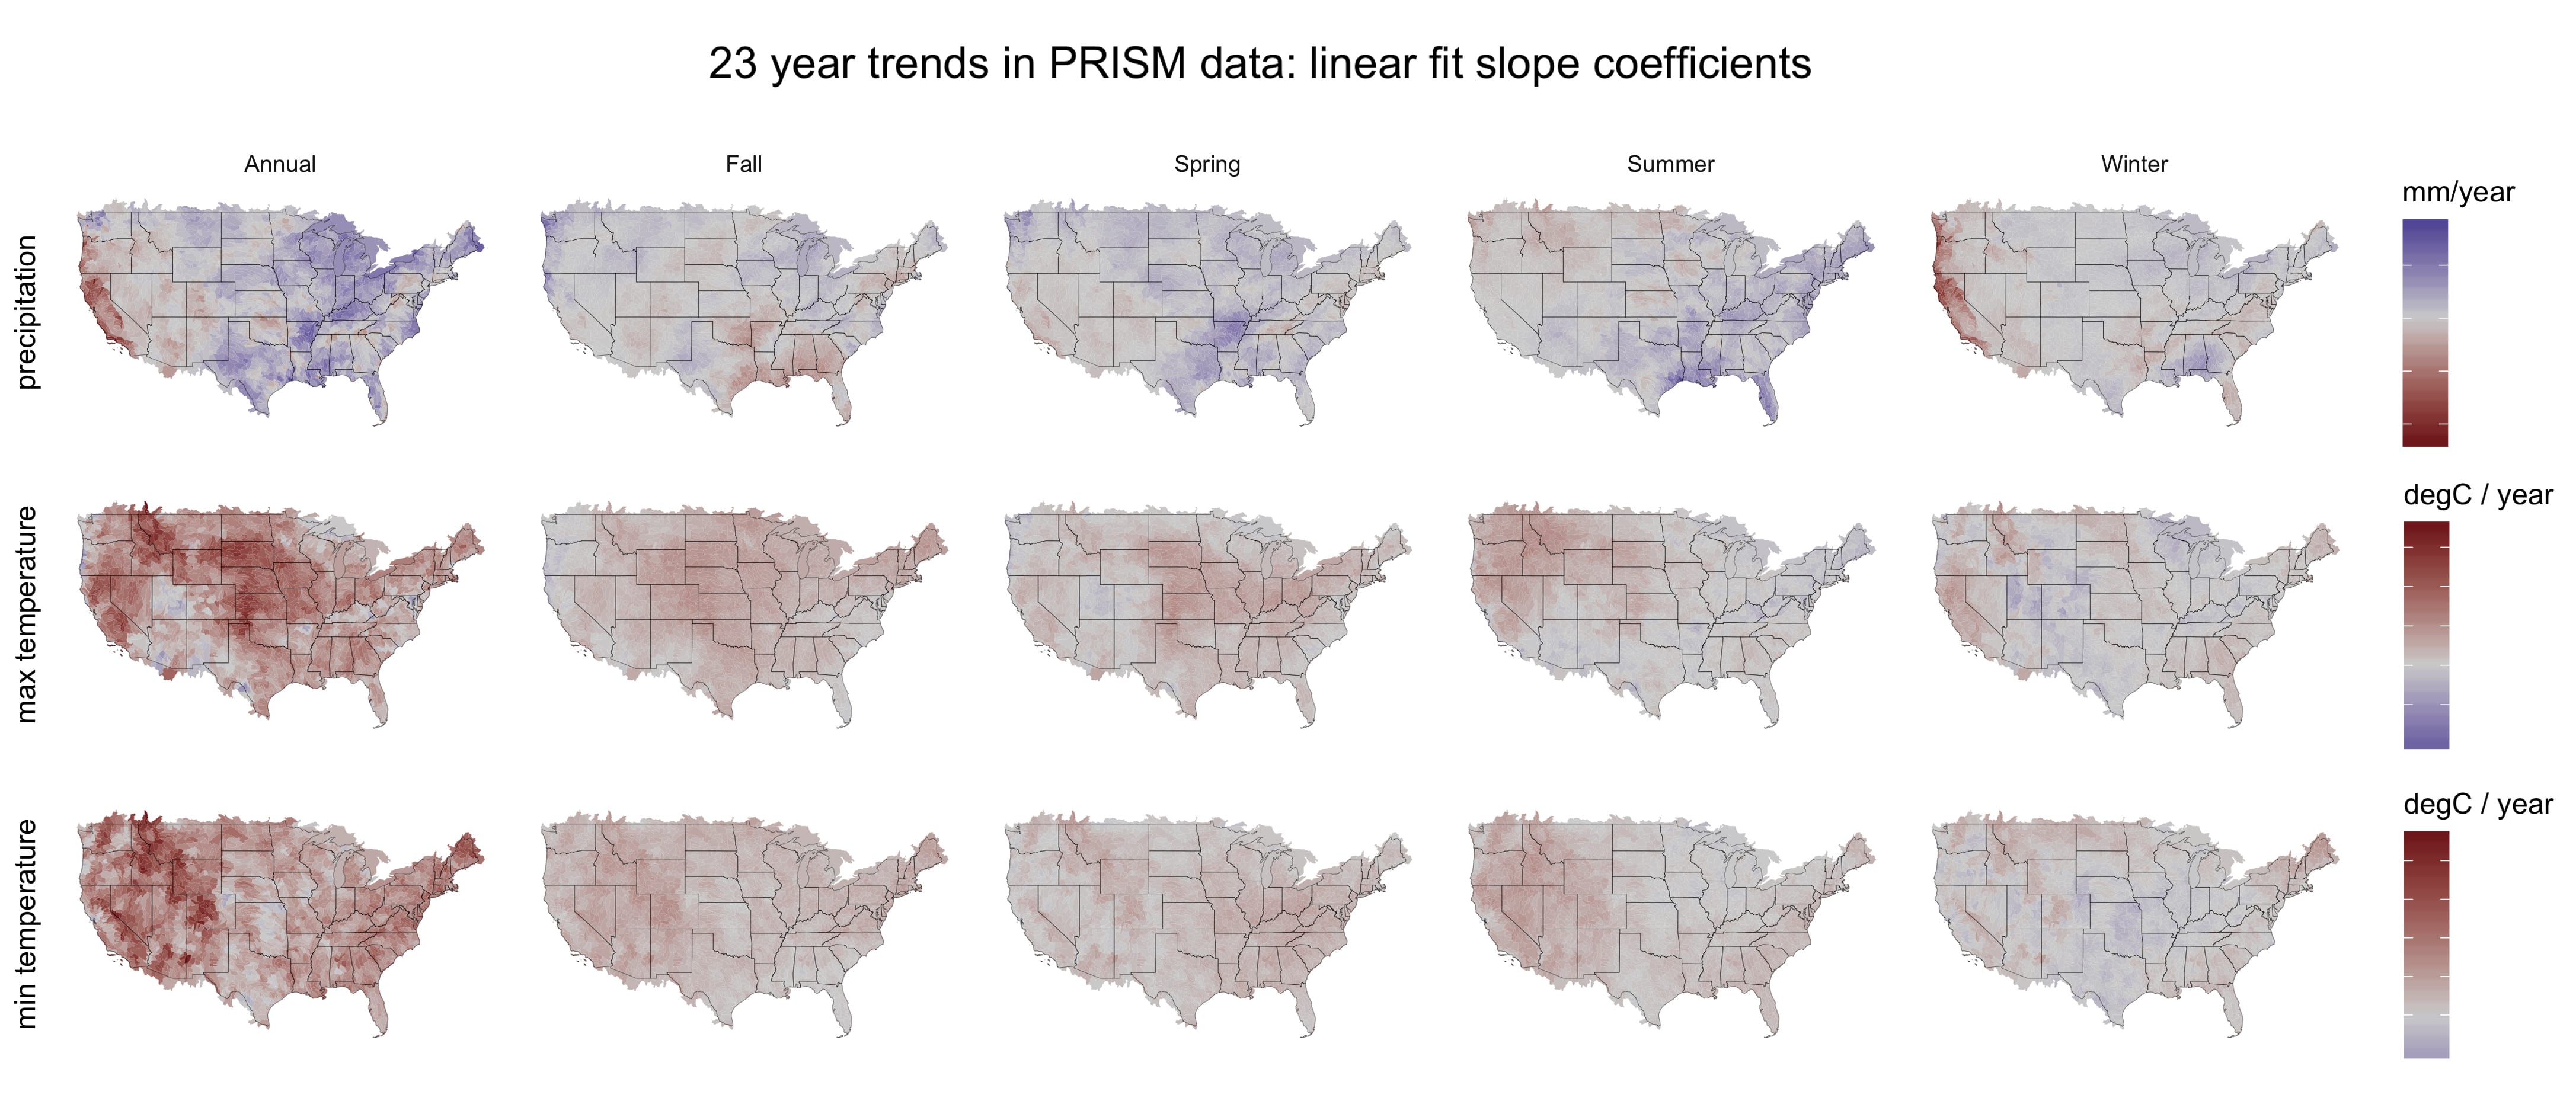 23 year trends in PRISM data: linear fit slope coefficients
Annual
Fall
Spring
Summer
Winter
mm/year
precipitation
degC / year
max temperature
degC / year
min temperature